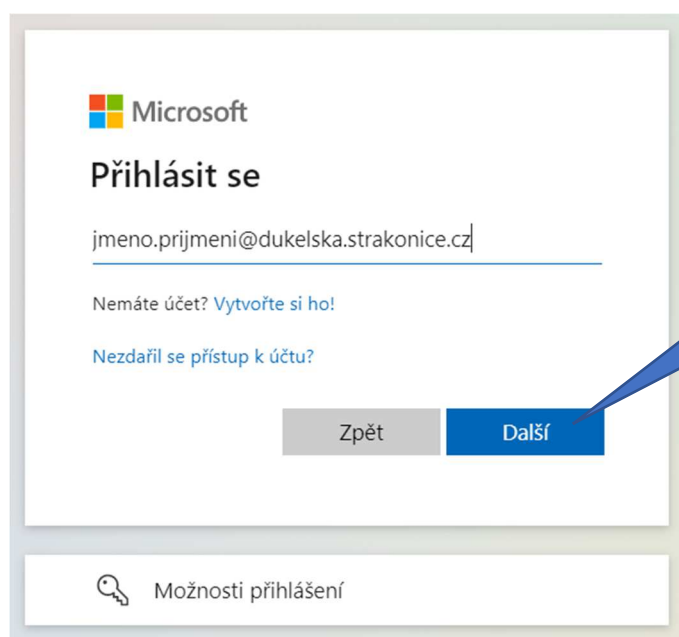 Microsoft
Přihlásit se
jmeno.prijmeni@dukelska.strakonice.cz
Nemáte účet? Vytvořte si ho!
Nezdařil se přístup k účtu?
Zpět
Další
Možnosti přihlášení